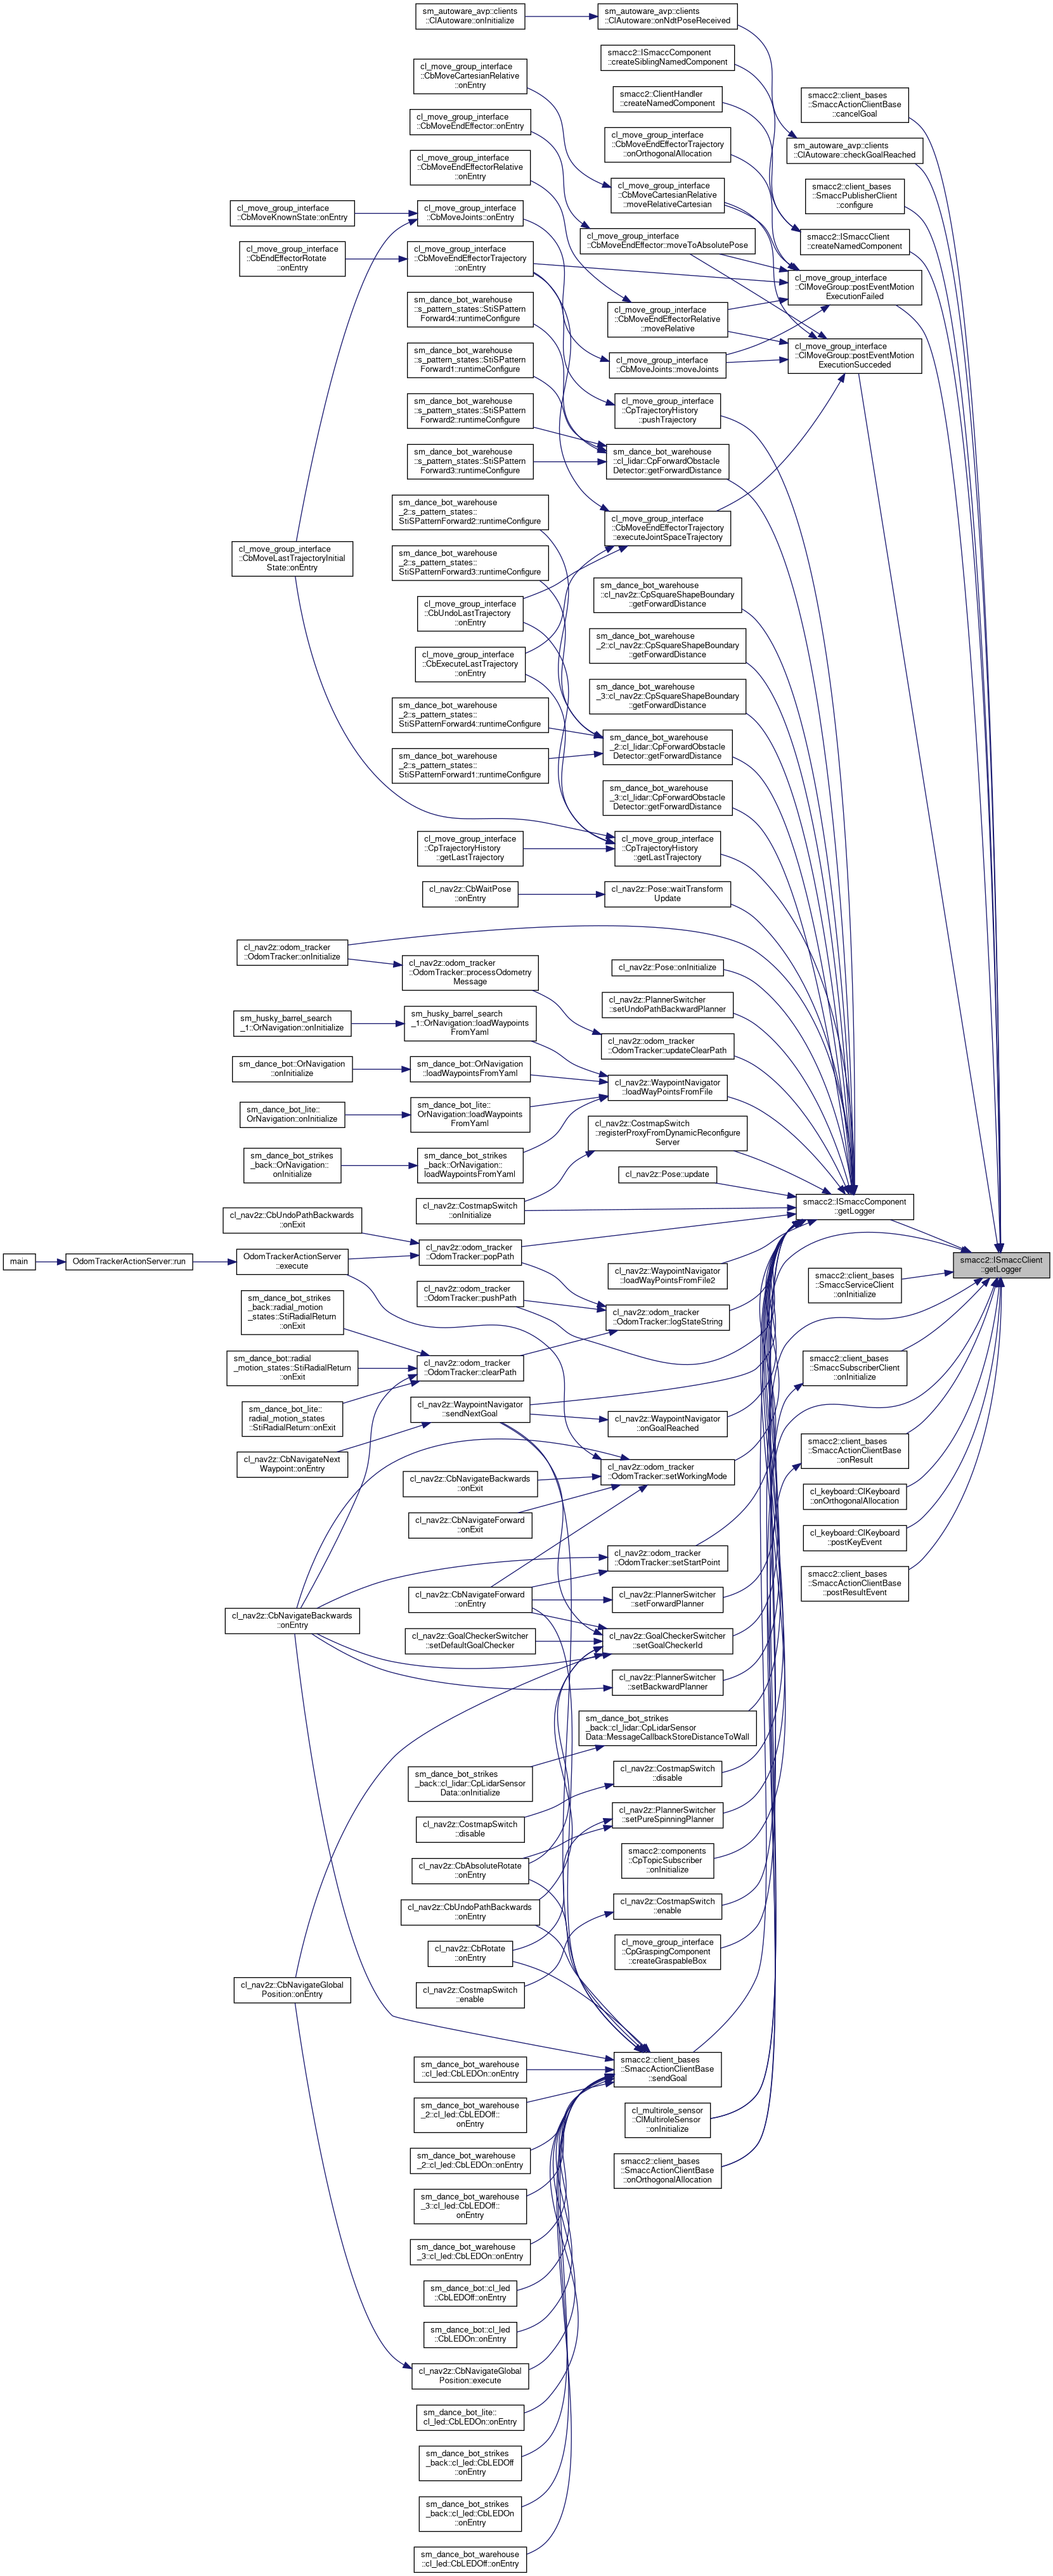 sm_autoware_avp::clients
::ClAutoware::onInitialize
sm_autoware_avp::clients
::ClAutoware::onNdtPoseReceived
smacc2::ISmaccComponent
::createSiblingNamedComponent
cl_move_group_interface
::CbMoveCartesianRelative
::onEntry
smacc2::ClientHandler
::createNamedComponent
smacc2::client_bases
::SmaccActionClientBase
::cancelGoal
cl_move_group_interface
::CbMoveEndEffector::onEntry
cl_move_group_interface
::CbMoveEndEffectorTrajectory
::onOrthogonalAllocation
sm_autoware_avp::clients
::ClAutoware::checkGoalReached
cl_move_group_interface
::CbMoveEndEffectorRelative
::onEntry
cl_move_group_interface
::CbMoveCartesianRelative
::moveRelativeCartesian
smacc2::client_bases
::SmaccPublisherClient
::configure
cl_move_group_interface
::CbMoveKnownState::onEntry
cl_move_group_interface
::CbMoveJoints::onEntry
cl_move_group_interface
::CbMoveEndEffector::moveToAbsolutePose
smacc2::ISmaccClient
::createNamedComponent
cl_move_group_interface
::CbEndEffectorRotate
::onEntry
cl_move_group_interface
::CbMoveEndEffectorTrajectory
::onEntry
cl_move_group_interface
::ClMoveGroup::postEventMotion
ExecutionFailed
sm_dance_bot_warehouse
::s_pattern_states::StiSPattern
Forward4::runtimeConfigure
cl_move_group_interface
::CbMoveEndEffectorRelative
::moveRelative
sm_dance_bot_warehouse
::s_pattern_states::StiSPattern
Forward1::runtimeConfigure
cl_move_group_interface
::CbMoveJoints::moveJoints
cl_move_group_interface
::ClMoveGroup::postEventMotion
ExecutionSucceded
sm_dance_bot_warehouse
::s_pattern_states::StiSPattern
Forward2::runtimeConfigure
cl_move_group_interface
::CpTrajectoryHistory
::pushTrajectory
sm_dance_bot_warehouse
::s_pattern_states::StiSPattern
Forward3::runtimeConfigure
sm_dance_bot_warehouse
::cl_lidar::CpForwardObstacle
Detector::getForwardDistance
sm_dance_bot_warehouse
_2::s_pattern_states::
StiSPatternForward2::runtimeConfigure
cl_move_group_interface
::CbMoveEndEffectorTrajectory
::executeJointSpaceTrajectory
cl_move_group_interface
::CbMoveLastTrajectoryInitial
State::onEntry
sm_dance_bot_warehouse
_2::s_pattern_states::
StiSPatternForward3::runtimeConfigure
sm_dance_bot_warehouse
::cl_nav2z::CpSquareShapeBoundary
::getForwardDistance
cl_move_group_interface
::CbUndoLastTrajectory
::onEntry
sm_dance_bot_warehouse
_2::cl_nav2z::CpSquareShapeBoundary
::getForwardDistance
cl_move_group_interface
::CbExecuteLastTrajectory
::onEntry
sm_dance_bot_warehouse
_3::cl_nav2z::CpSquareShapeBoundary
::getForwardDistance
sm_dance_bot_warehouse
_2::s_pattern_states::
StiSPatternForward4::runtimeConfigure
sm_dance_bot_warehouse
_2::cl_lidar::CpForwardObstacle
Detector::getForwardDistance
sm_dance_bot_warehouse
_2::s_pattern_states::
StiSPatternForward1::runtimeConfigure
sm_dance_bot_warehouse
_3::cl_lidar::CpForwardObstacle
Detector::getForwardDistance
cl_move_group_interface
::CpTrajectoryHistory
::getLastTrajectory
cl_move_group_interface
::CpTrajectoryHistory
::getLastTrajectory
cl_nav2z::CbWaitPose
::onEntry
cl_nav2z::Pose::waitTransform
Update
cl_nav2z::odom_tracker
::OdomTracker::onInitialize
cl_nav2z::odom_tracker
::OdomTracker::processOdometry
Message
cl_nav2z::Pose::onInitialize
cl_nav2z::PlannerSwitcher
::setUndoPathBackwardPlanner
sm_husky_barrel_search
_1::OrNavigation::onInitialize
sm_husky_barrel_search
_1::OrNavigation::loadWaypoints
FromYaml
cl_nav2z::odom_tracker
::OdomTracker::updateClearPath
sm_dance_bot::OrNavigation
::onInitialize
sm_dance_bot::OrNavigation
::loadWaypointsFromYaml
cl_nav2z::WaypointNavigator
::loadWayPointsFromFile
sm_dance_bot_lite::
OrNavigation::onInitialize
sm_dance_bot_lite::
OrNavigation::loadWaypoints
FromYaml
cl_nav2z::CostmapSwitch
::registerProxyFromDynamicReconfigure
Server
sm_dance_bot_strikes
_back::OrNavigation::
onInitialize
sm_dance_bot_strikes
_back::OrNavigation::
loadWaypointsFromYaml
cl_nav2z::Pose::update
cl_nav2z::CostmapSwitch
::onInitialize
smacc2::ISmaccComponent
::getLogger
cl_nav2z::CbUndoPathBackwards
::onExit
main
OdomTrackerActionServer::run
OdomTrackerActionServer
::execute
cl_nav2z::odom_tracker
::OdomTracker::popPath
cl_nav2z::WaypointNavigator
::loadWayPointsFromFile2
smacc2::ISmaccClient
::getLogger
smacc2::client_bases
::SmaccServiceClient
::onInitialize
cl_nav2z::odom_tracker
::OdomTracker::pushPath
sm_dance_bot_strikes
_back::radial_motion
_states::StiRadialReturn
::onExit
cl_nav2z::odom_tracker
::OdomTracker::logStateString
sm_dance_bot::radial
_motion_states::StiRadialReturn
::onExit
cl_nav2z::odom_tracker
::OdomTracker::clearPath
smacc2::client_bases
::SmaccSubscriberClient
::onInitialize
sm_dance_bot_lite::
radial_motion_states
::StiRadialReturn::onExit
cl_nav2z::WaypointNavigator
::sendNextGoal
cl_nav2z::WaypointNavigator
::onGoalReached
cl_nav2z::CbNavigateNext
Waypoint::onEntry
smacc2::client_bases
::SmaccActionClientBase
::onResult
cl_nav2z::CbNavigateBackwards
::onExit
cl_nav2z::odom_tracker
::OdomTracker::setWorkingMode
cl_keyboard::ClKeyboard
::onOrthogonalAllocation
cl_nav2z::CbNavigateForward
::onExit
cl_keyboard::ClKeyboard
::postKeyEvent
cl_nav2z::odom_tracker
::OdomTracker::setStartPoint
smacc2::client_bases
::SmaccActionClientBase
::postResultEvent
cl_nav2z::CbNavigateForward
::onEntry
cl_nav2z::PlannerSwitcher
::setForwardPlanner
cl_nav2z::CbNavigateBackwards
::onEntry
cl_nav2z::GoalCheckerSwitcher
::setDefaultGoalChecker
cl_nav2z::GoalCheckerSwitcher
::setGoalCheckerId
cl_nav2z::PlannerSwitcher
::setBackwardPlanner
sm_dance_bot_strikes
_back::cl_lidar::CpLidarSensor
Data::MessageCallbackStoreDistanceToWall
sm_dance_bot_strikes
_back::cl_lidar::CpLidarSensor
Data::onInitialize
cl_nav2z::CostmapSwitch
::disable
cl_nav2z::CostmapSwitch
::disable
cl_nav2z::PlannerSwitcher
::setPureSpinningPlanner
cl_nav2z::CbAbsoluteRotate
::onEntry
smacc2::components
::CpTopicSubscriber
::onInitialize
cl_nav2z::CbUndoPathBackwards
::onEntry
cl_nav2z::CostmapSwitch
::enable
cl_nav2z::CbRotate
::onEntry
cl_move_group_interface
::CpGraspingComponent
::createGraspableBox
cl_nav2z::CbNavigateGlobal
Position::onEntry
cl_nav2z::CostmapSwitch
::enable
sm_dance_bot_warehouse
::cl_led::CbLEDOn::onEntry
smacc2::client_bases
::SmaccActionClientBase
::sendGoal
sm_dance_bot_warehouse
_2::cl_led::CbLEDOff::
onEntry
cl_multirole_sensor
::ClMultiroleSensor
::onInitialize
sm_dance_bot_warehouse
_2::cl_led::CbLEDOn::onEntry
smacc2::client_bases
::SmaccActionClientBase
::onOrthogonalAllocation
sm_dance_bot_warehouse
_3::cl_led::CbLEDOff::
onEntry
sm_dance_bot_warehouse
_3::cl_led::CbLEDOn::onEntry
sm_dance_bot::cl_led
::CbLEDOff::onEntry
sm_dance_bot::cl_led
::CbLEDOn::onEntry
cl_nav2z::CbNavigateGlobal
Position::execute
sm_dance_bot_lite::
cl_led::CbLEDOn::onEntry
sm_dance_bot_strikes
_back::cl_led::CbLEDOff
::onEntry
sm_dance_bot_strikes
_back::cl_led::CbLEDOn
::onEntry
sm_dance_bot_warehouse
::cl_led::CbLEDOff::onEntry